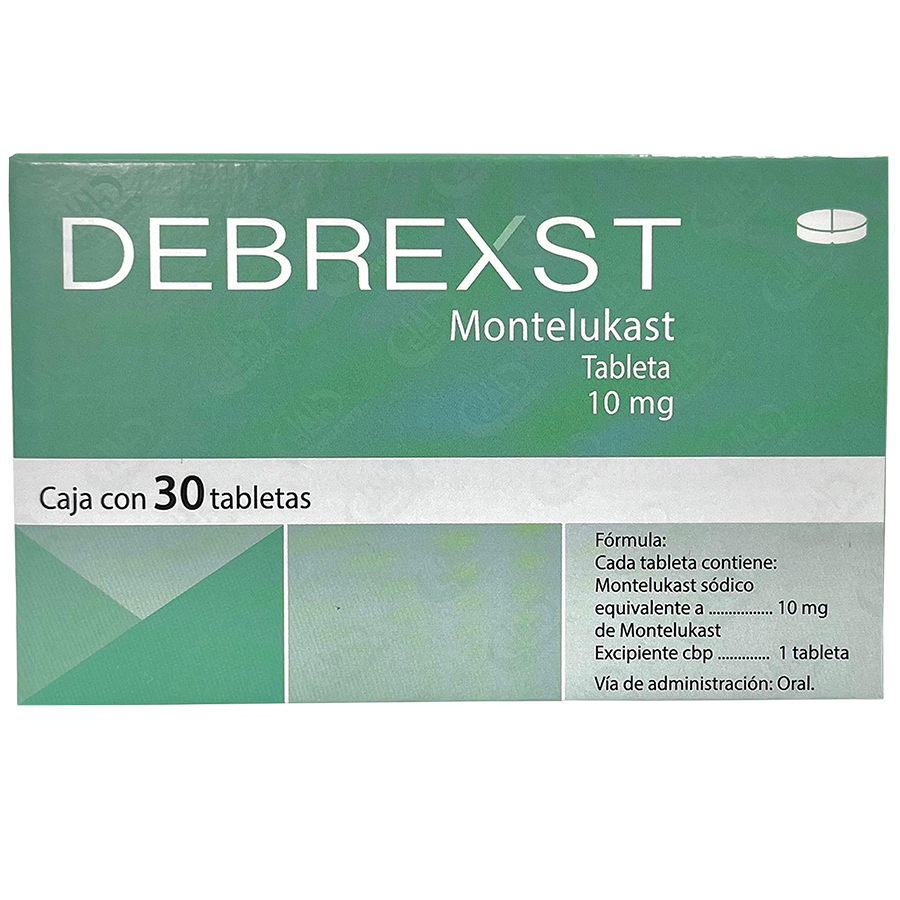 DEBREXST
Montelukast
Tableta
10 mg
Caja con 30 tabletas
Fórmula:
Cada tableta contiene:
Montelukast sódico
equivalente a ................ 10 mg
de Montelukast
Excipiente cbp ............. 1 tableta
Vía de administración: Oral.